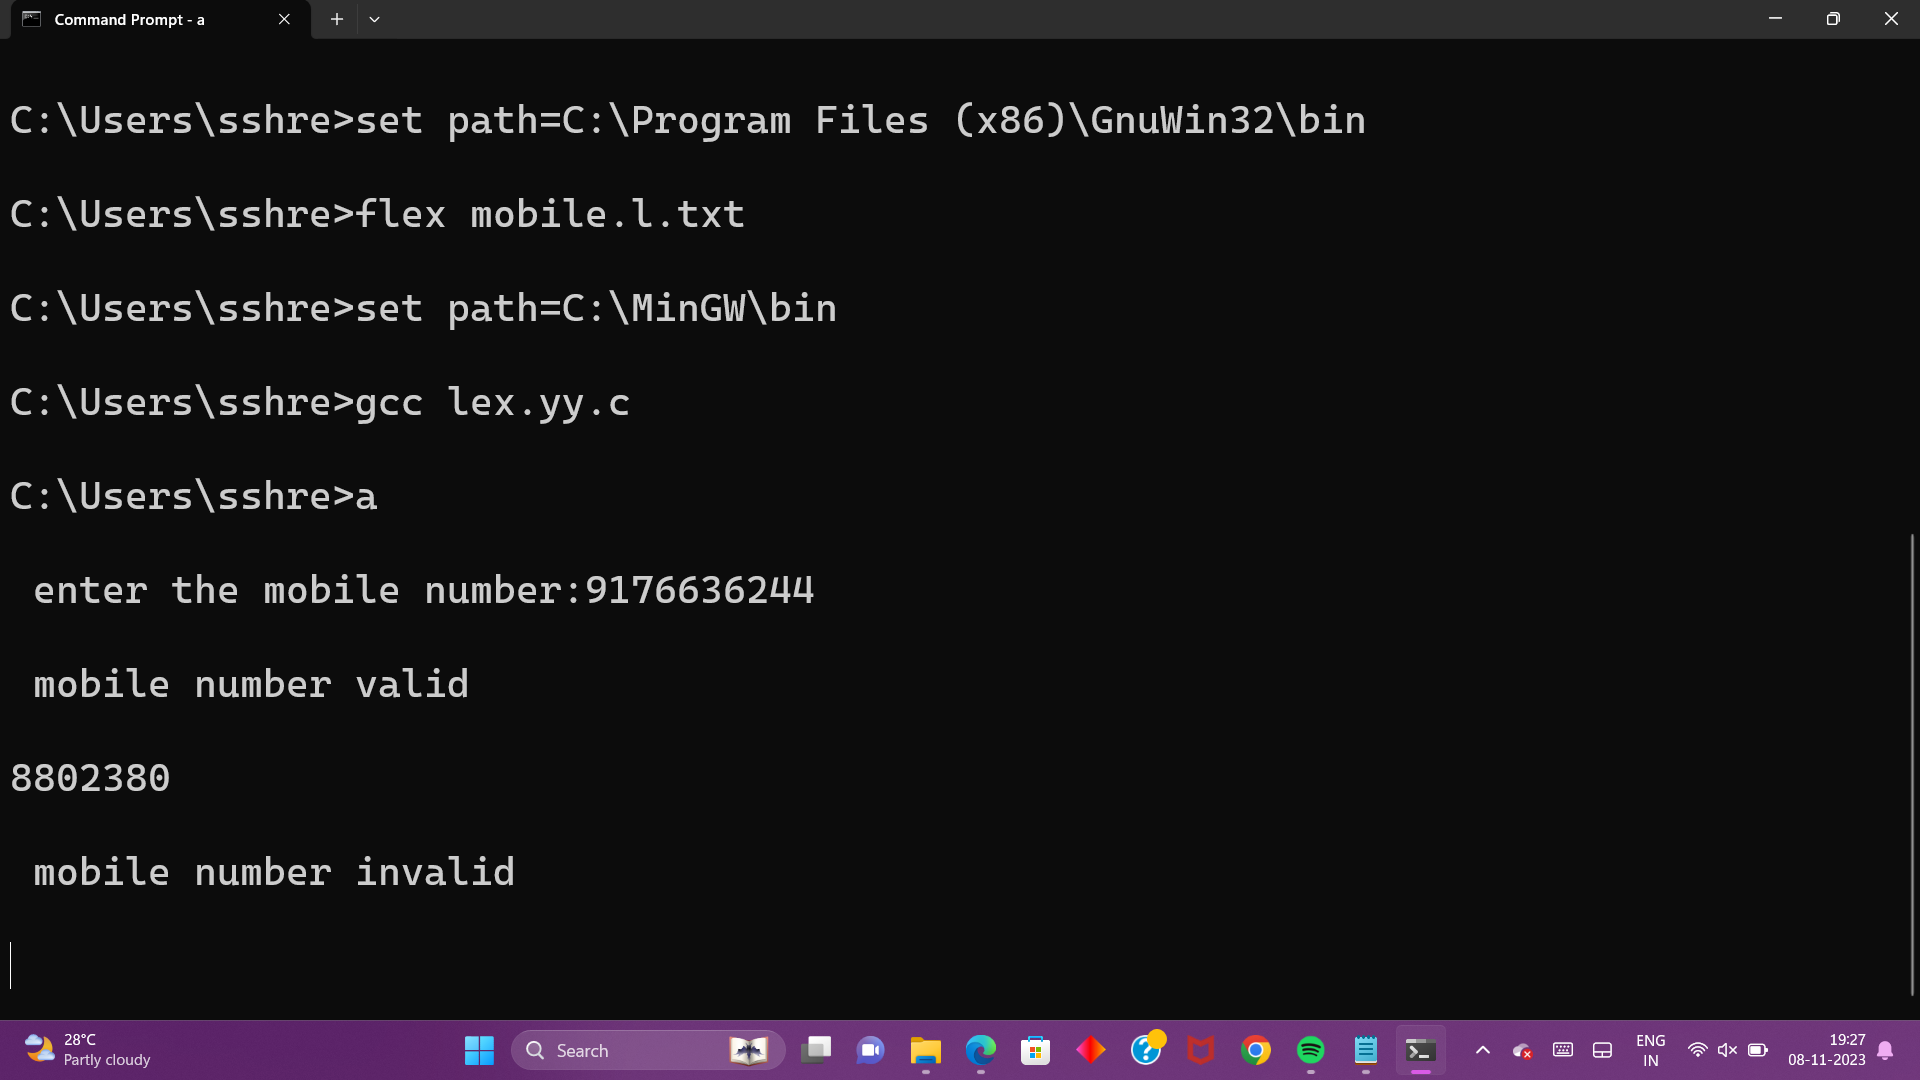 Command Prompt - a
C:\Users\sshre>set path=C:\Program Files (x86)\GnuWin32\bin
C:\Users\sshre>flex mobile.l.txt
C:\Users\sshre>set path=C:\MinGW\bin
C:\Users\sshre>gcc lex.yy.c
C:\Users\sshre>a
enter the mobile number:9176636244
mobile number valid
8802380
mobile number invalid
28°C
Partly cloudy
Search
ENG
IN
19:27
08-11-2023